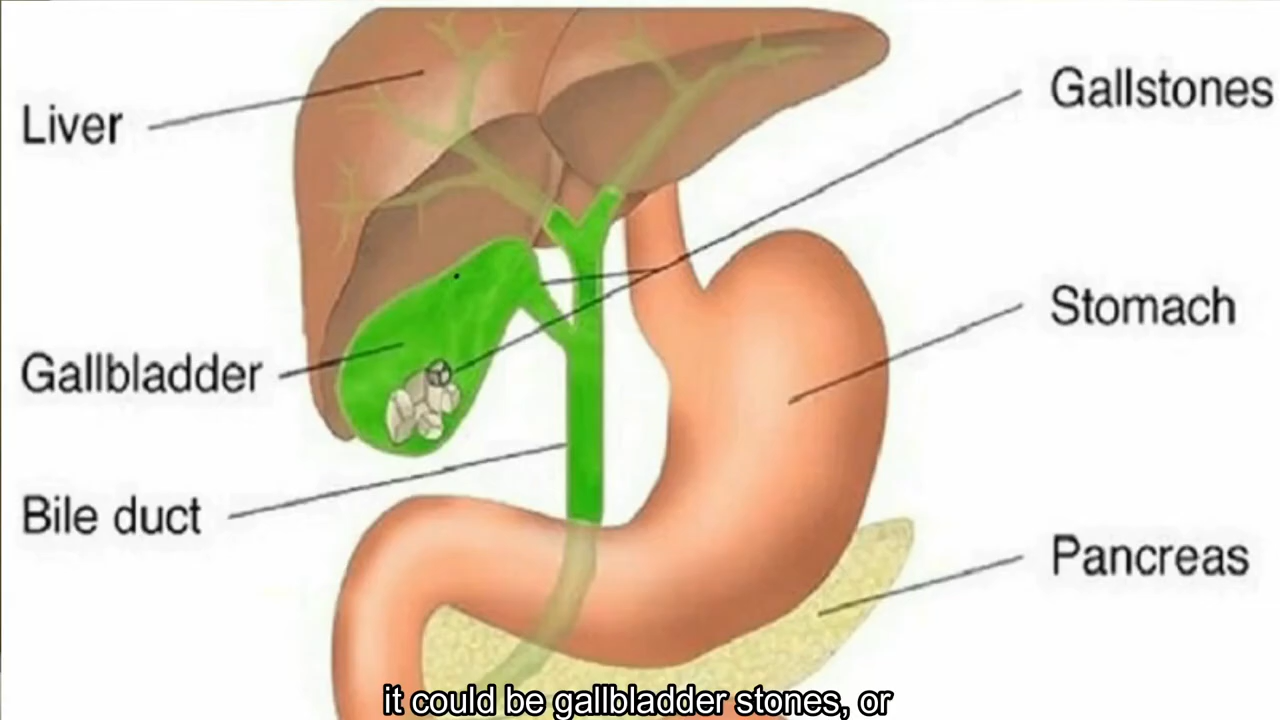 Liver
Gallbladder
Bile duct
Gallstones
Stomach
Pancreas
it could be gallbladder stones, or